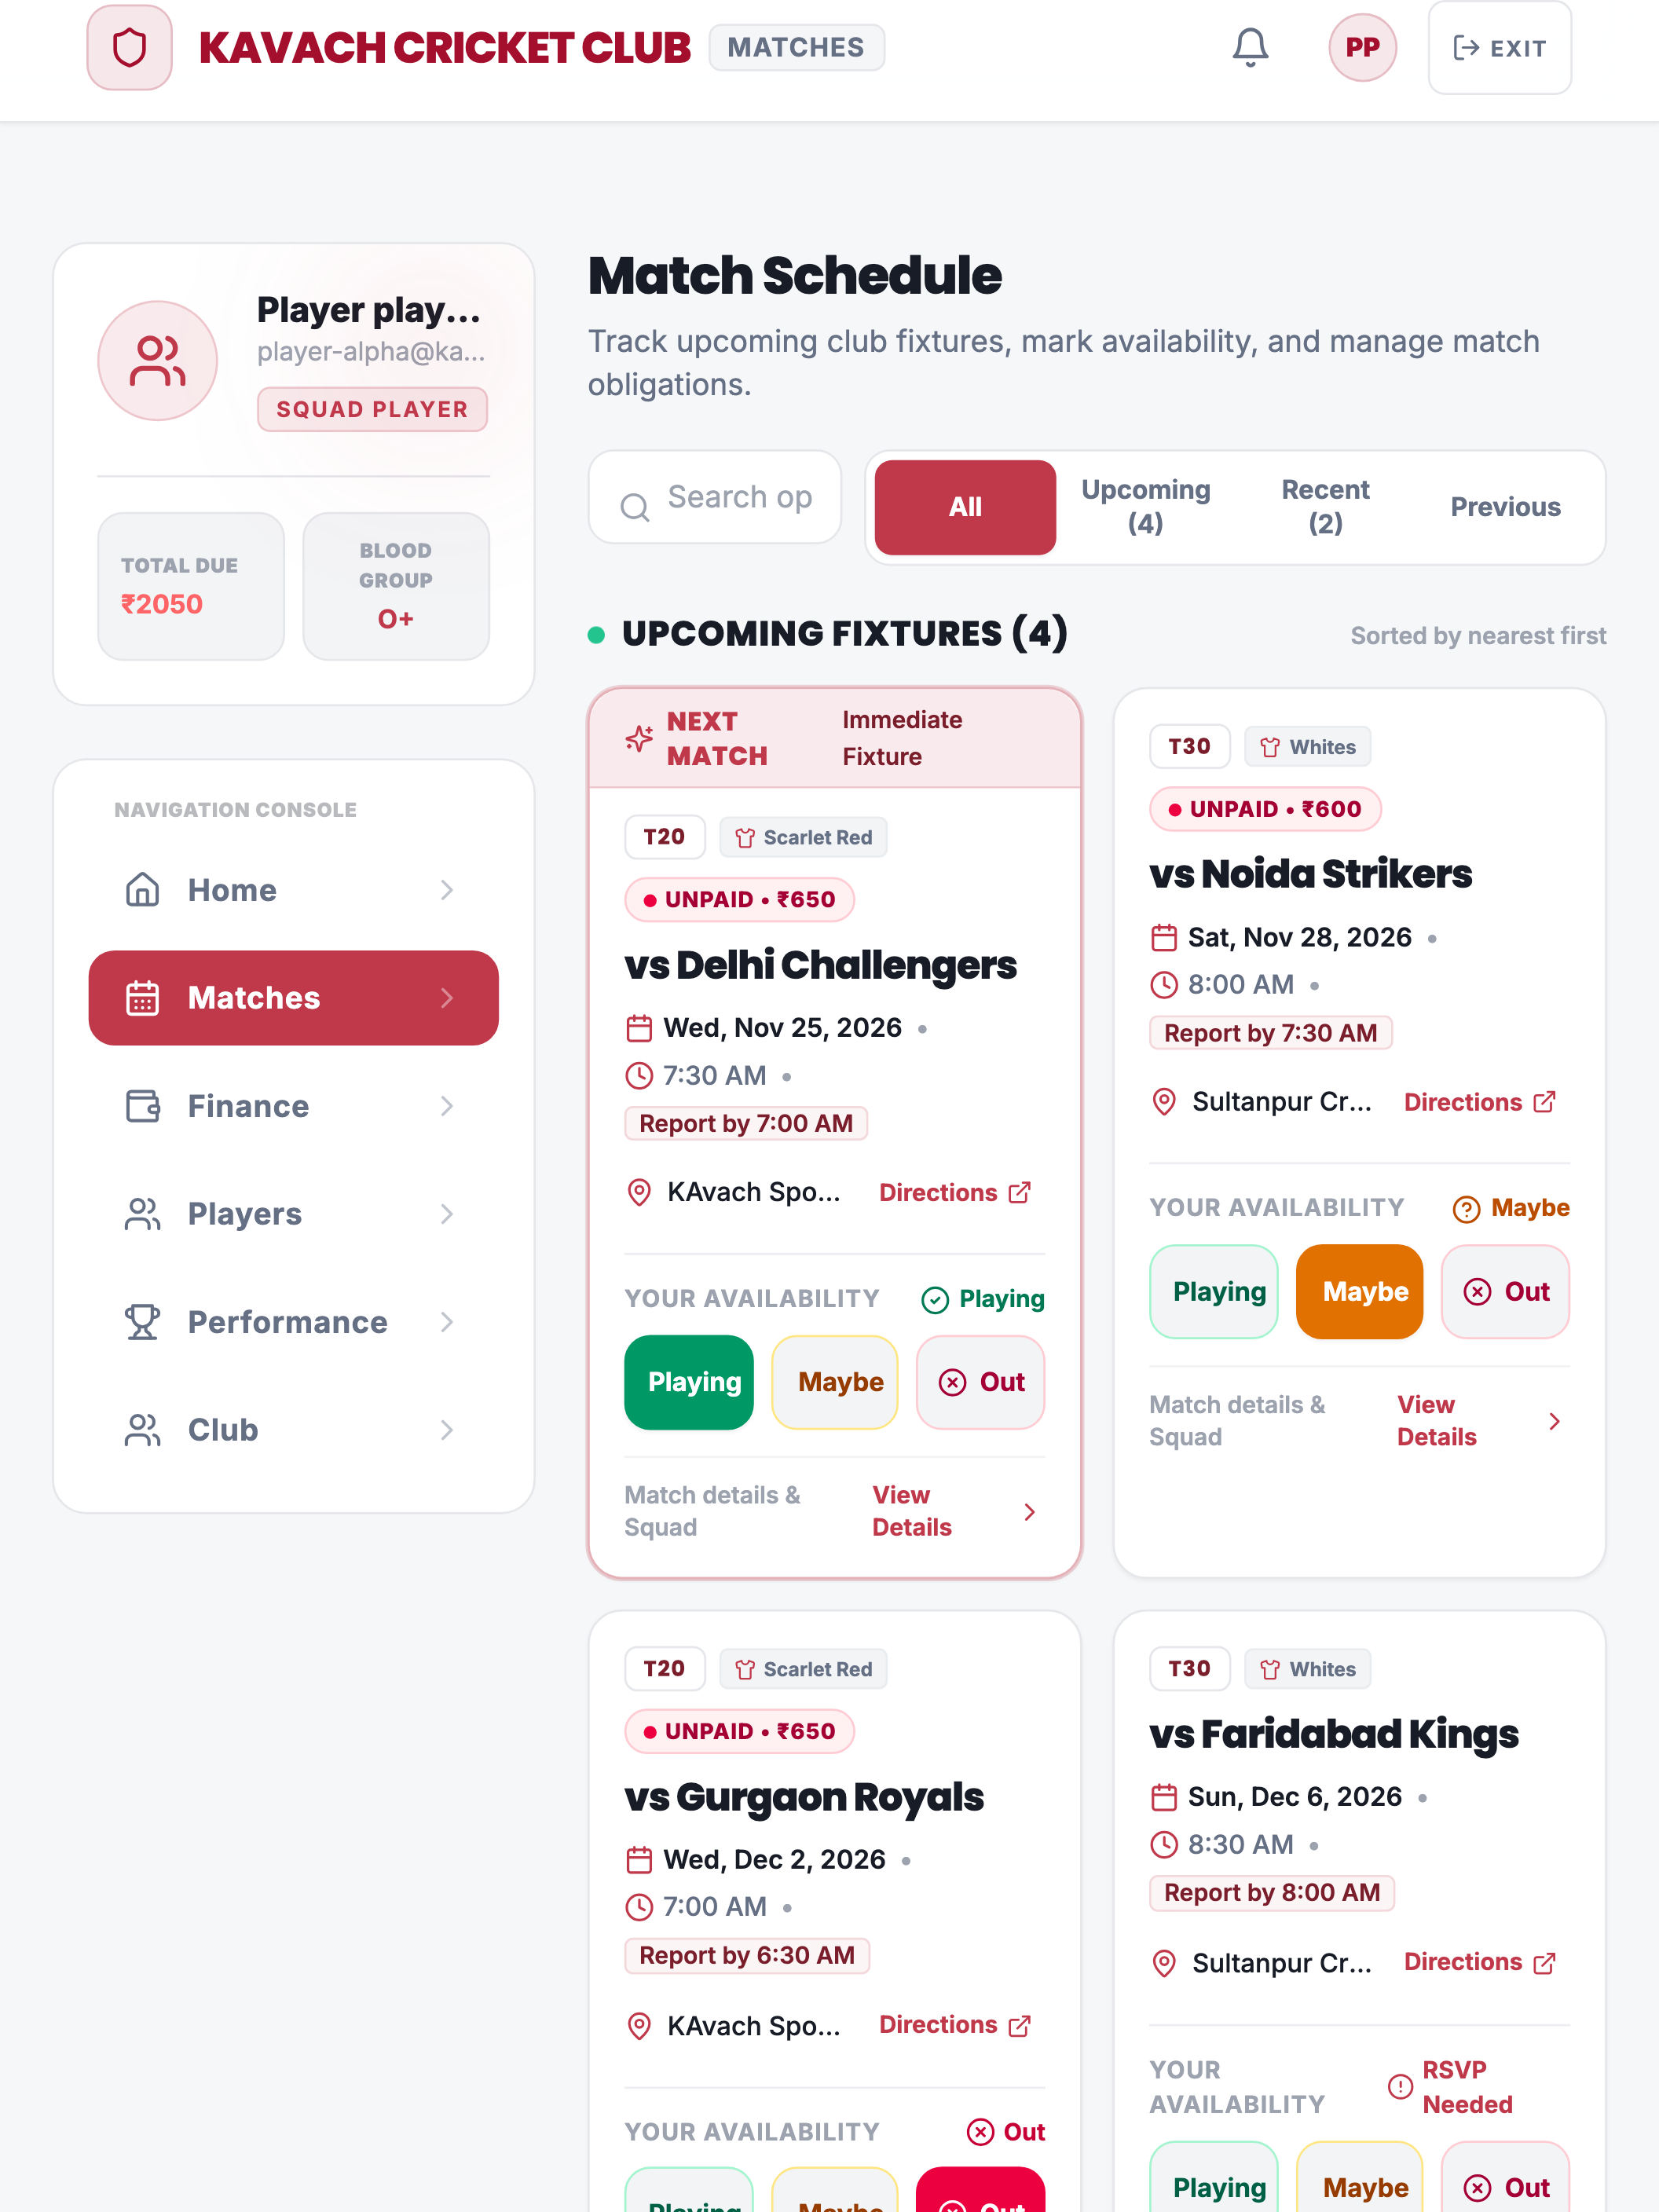 KAVACH CRICKET CLUB
MATCHES
PP
EXIT
Player play...
player-alpha@ka...
SQUAD PLAYER
TOTAL DUE
₹2050
BLOOD
GROUP
O+
NAVIGATION CONSOLE
Home
Matches
Finance
Players
Performance
Club
Match Schedule
Track upcoming club fixtures, mark availability, and manage match
obligations.
Search op
All
Upcoming
(4)
Recent
(2)
Previous
UPCOMING FIXTURES (4)
Sorted by nearest first
NEXT
MATCH
Immediate
Fixture
T20
Scarlet Red
UNPAID • ₹650
vs Delhi Challengers
Wed, Nov 25, 2026 •
7:30 AM •
Report by 7:00 AM
KAvach Spo...
Directions
YOUR AVAILABILITY
Playing
Playing
Maybe
Out
Match details &
Squad
View
Details
T30
Whites
UNPAID • ₹600
vs Noida Strikers
Sat, Nov 28, 2026 •
8:00 AM •
Report by 7:30 AM
Sultanpur Cr...
Directions
YOUR AVAILABILITY
Maybe
Playing
Maybe
Out
Match details &
Squad
View
Details
T20
Scarlet Red
UNPAID • ₹650
vs Gurgaon Royals
Wed, Dec 2, 2026 •
7:00 AM •
Report by 6:30 AM
KAvach Spo...
Directions
YOUR AVAILABILITY
Out
Playing
Maybe
Out
T30
Whites
vs Faridabad Kings
Sun, Dec 6, 2026 •
8:30 AM •
Report by 8:00 AM
Sultanpur Cr...
Directions
YOUR
AVAILABILITY
RSVP
Needed
Playing
Maybe
Out